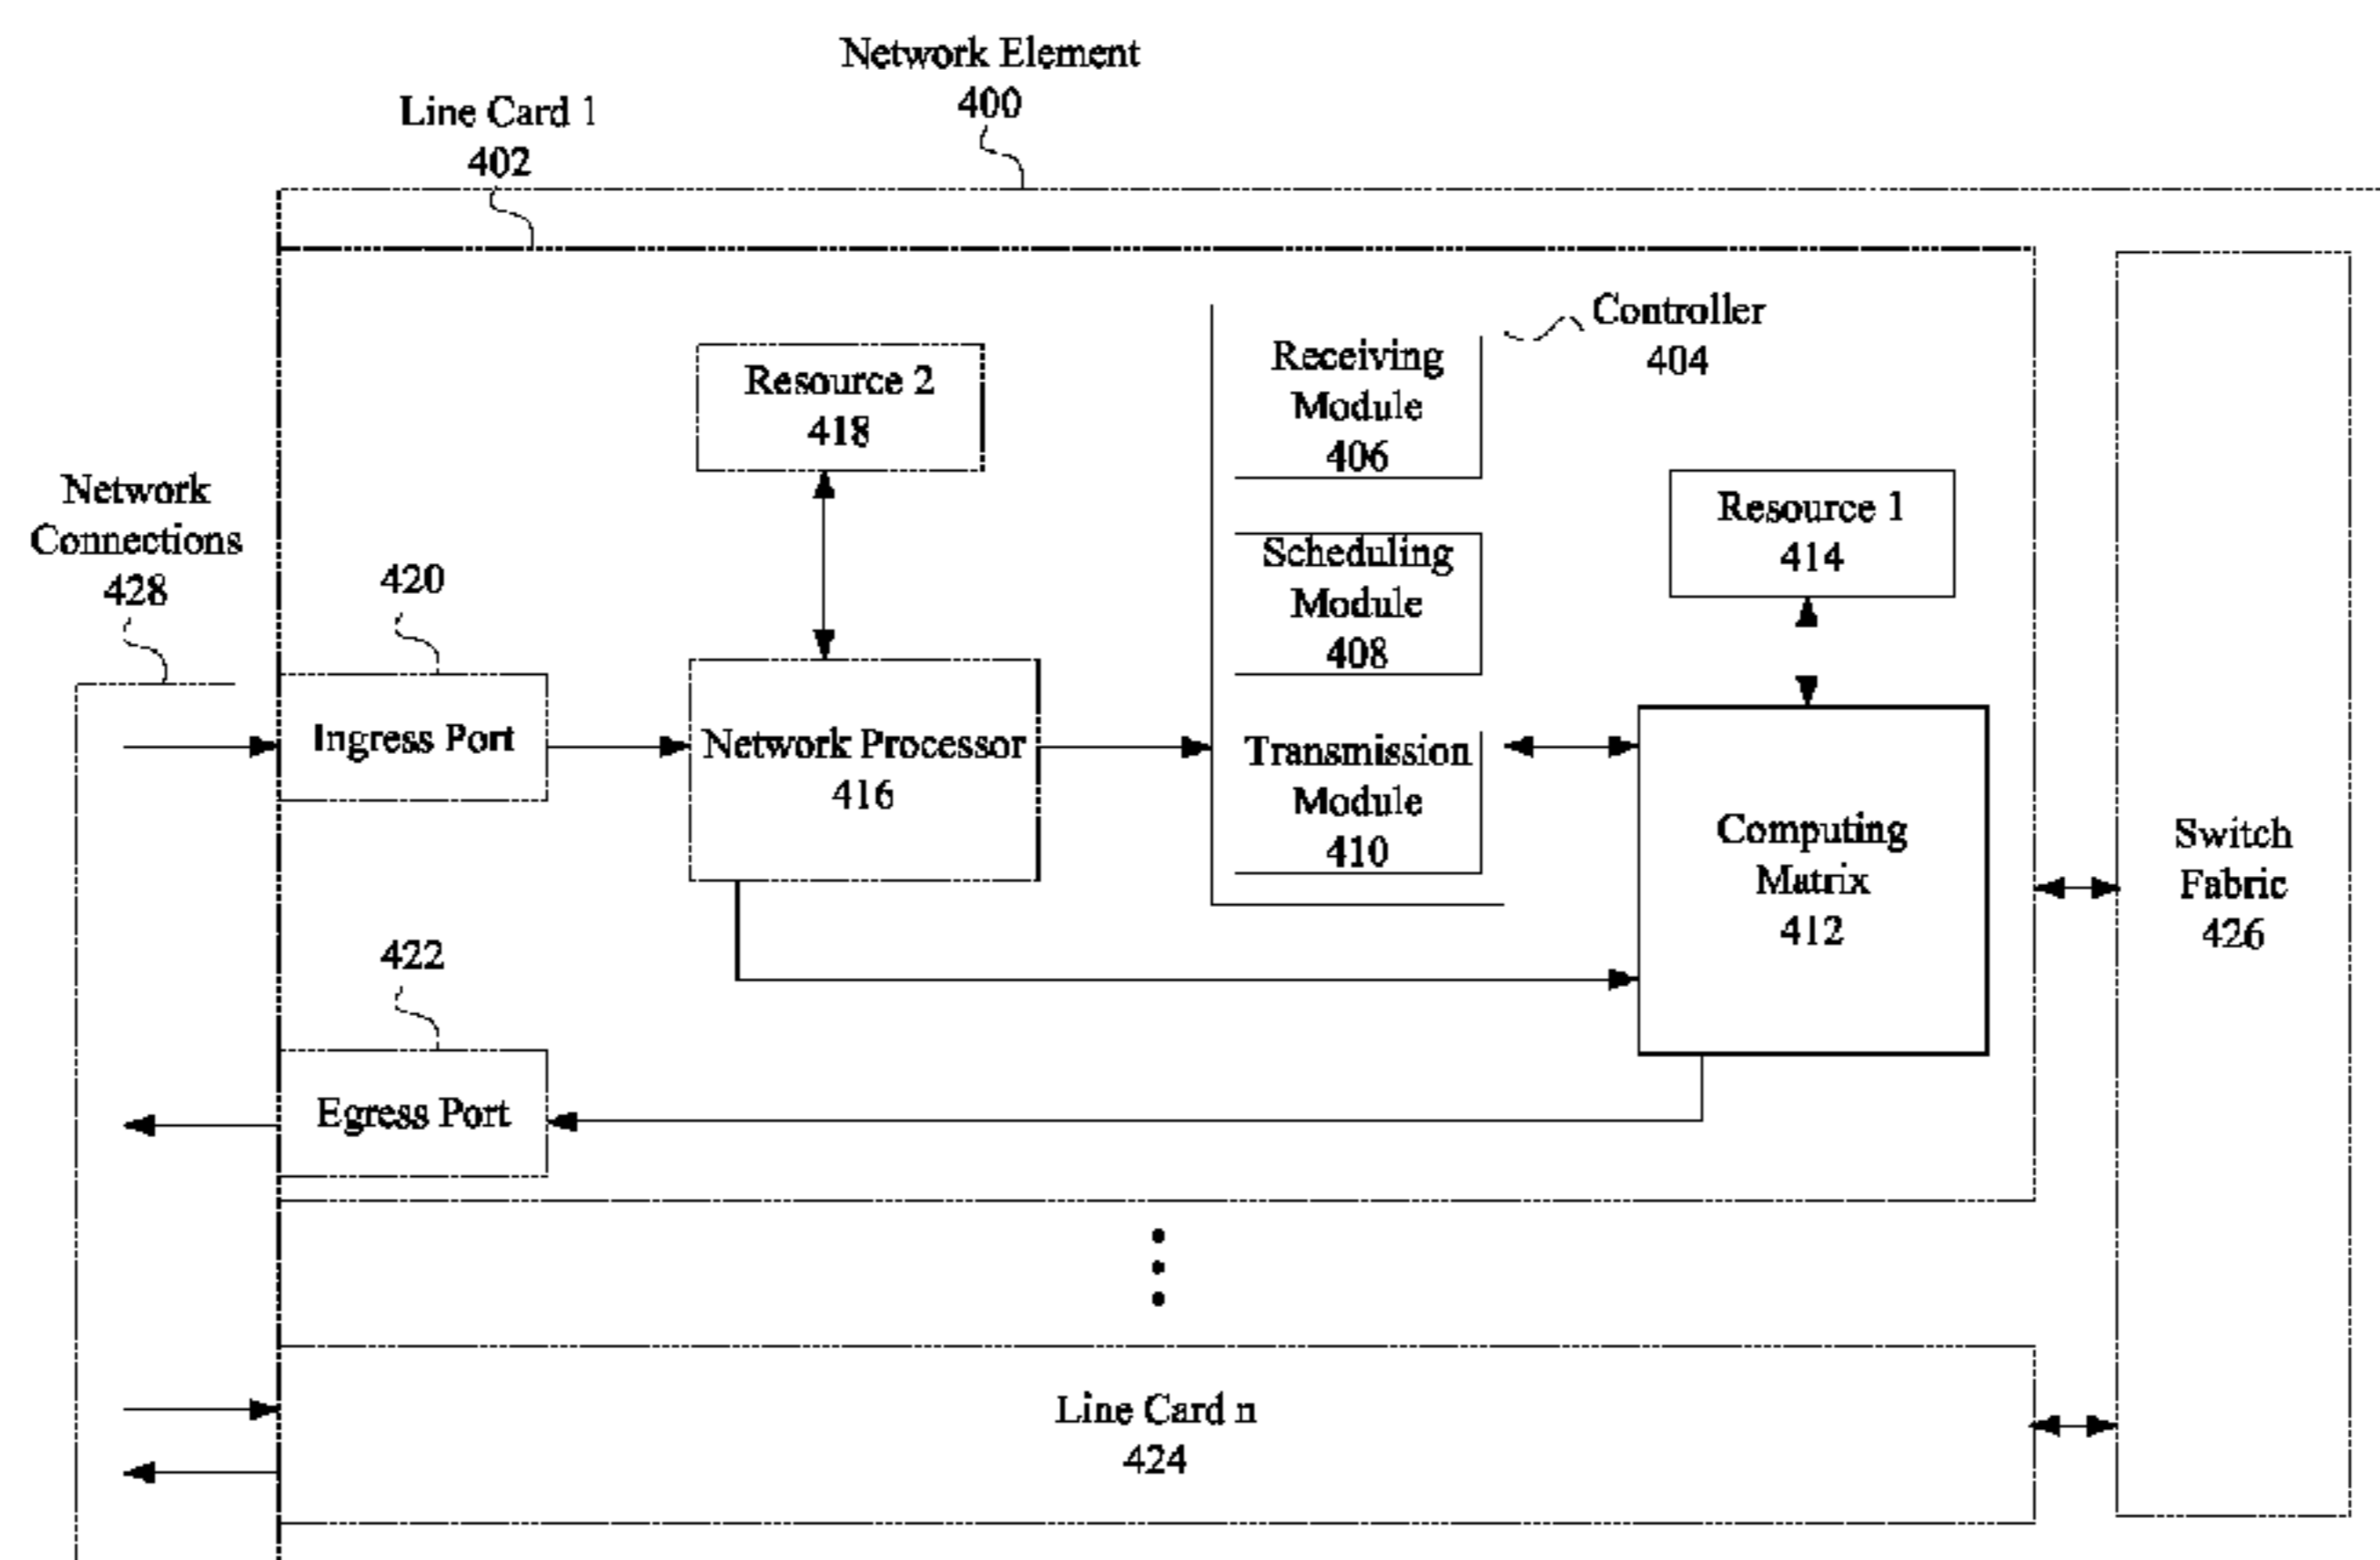 Network Element
400
Line Card 1
402
Controller
404
Receiving
Module
406
Resource 2
418
Network
Connections
428
Resource 1
414
Scheduling
Module
408
420
Ingress Port
Network Processor
416
Transmission
Module
410
Computing
Matrix
412
Switch
Fabric
426
422
Egress Port
Line Card n
424